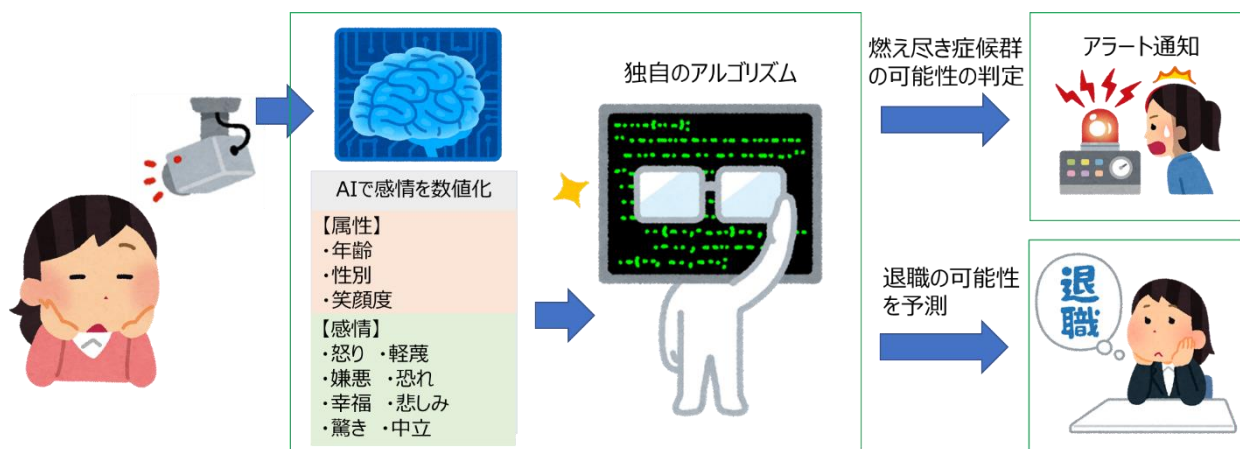 AIで感情を数値化
【属性】
・年齢
・性別
・笑顔度
【感情】
・怒り ・軽蔑
・嫌悪 ・恐れ
・幸福 ・悲しみ
・驚き ・中立
独自のアルゴリズム
燃え尽き症候群
の可能性の判定
アラート通知
退職の可能性
を予測
退職